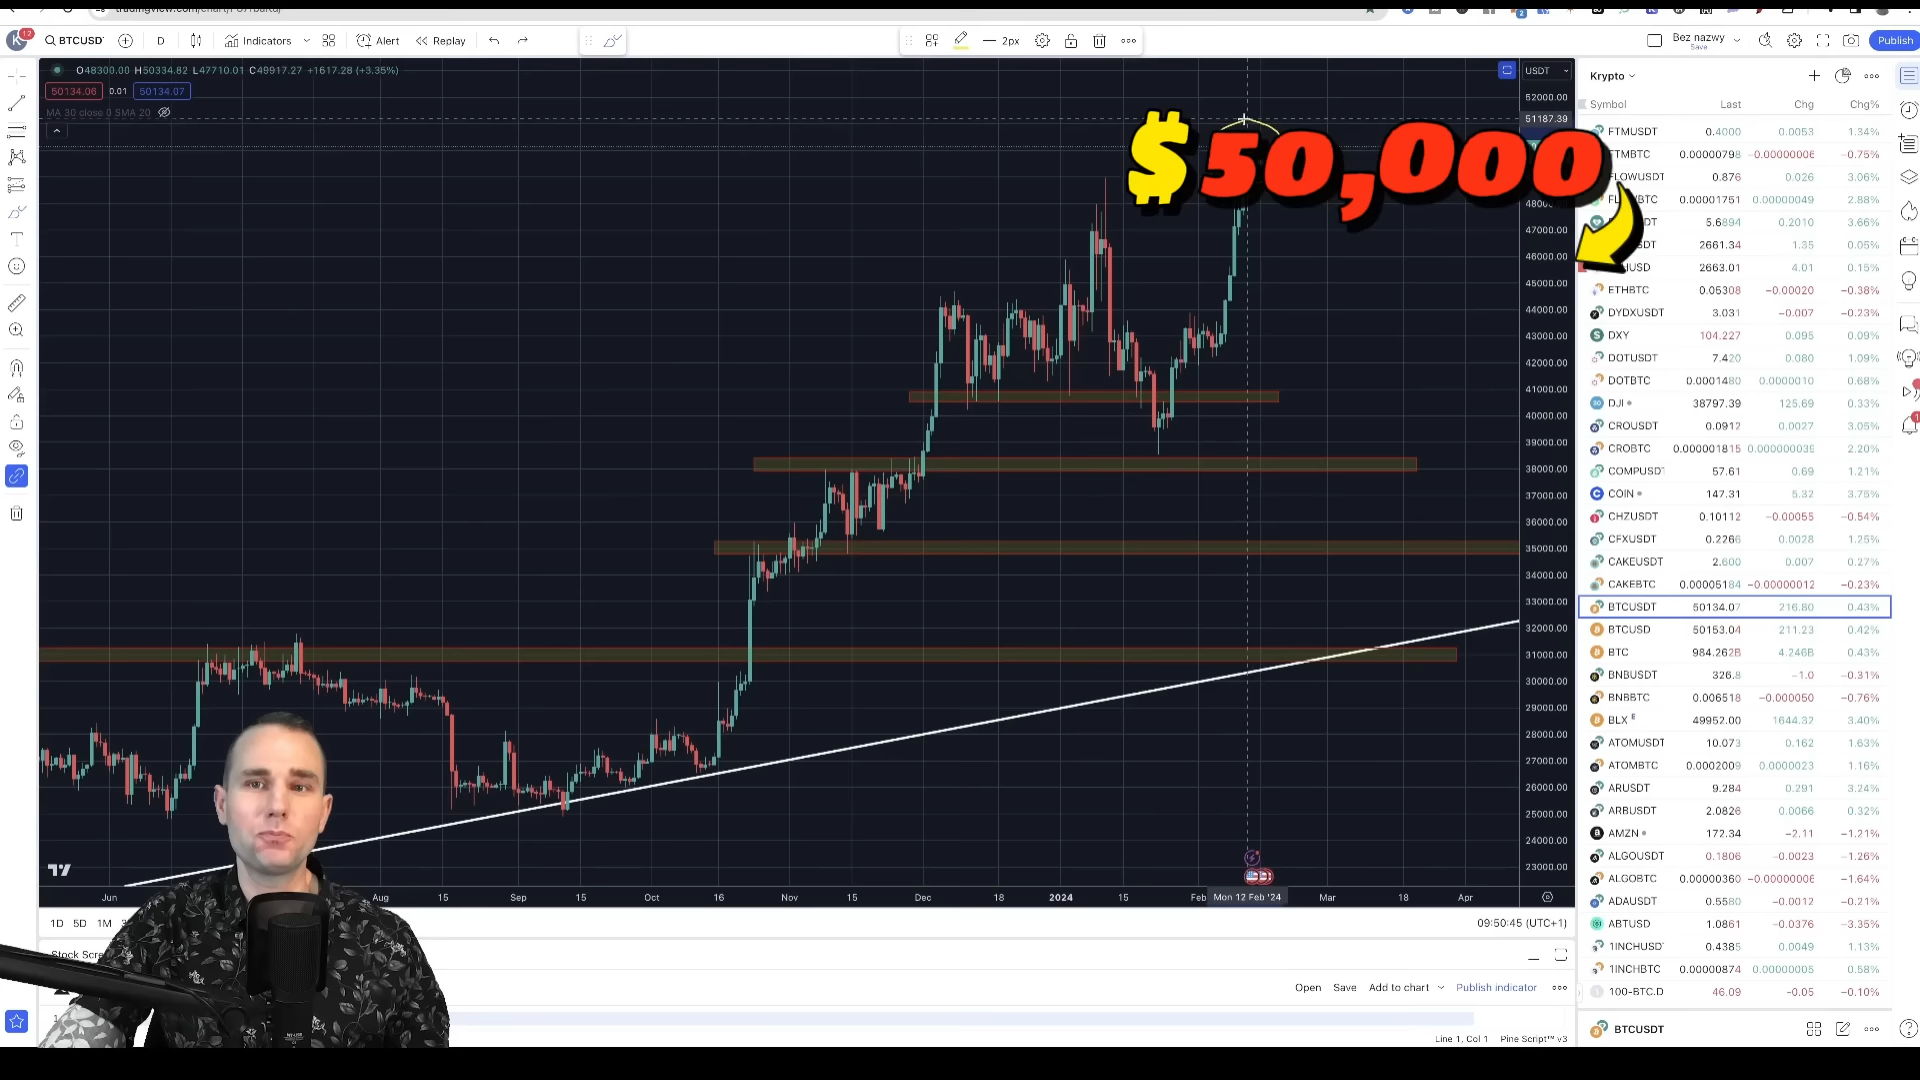 BTCUSD
D
Indicators
Alert
Replay
2px
Bez nazwy
Save
Publish
O48300.00 H50334.82 L47710.01 C49917.27 +1617.28 (+3.35%)
50134.06
0.01
50134.07
MA 30 close 0 SMA 20
$50,000
USDT
52000.00
51187.39
47000.00
46000.00
45000.00
44000.00
43000.00
42000.00
41000.00
40000.00
39000.00
38000.00
37000.00
36000.00
35000.00
34000.00
33000.00
32000.00
31000.00
30000.00
29000.00
28000.00
27000.00
26000.00
25000.00
24000.00
23000.00
Jun
Aug
15
Sep
15
Oct
16
Nov
15
Dec
18
2024
15
Feb
Mon 12 Feb '24
Mar
18
Apr
1D 5D 1M
09:50:45 (UTC+1)
Open
Save
Add to chart
Publish indicator
Line 1, Col 1
Pine Script™ v3
Krypto
Symbol Last Chg Chg%
FTMUSDT 0.4000 0.0053 1.34%
FTMBTC 0.00000798 −0.00000006 −0.75%
FLOWUSDT 0.876 0.026 3.06%
0.00001751 0.00000049 2.88%
5.6894 0.2010 3.66%
2661.34 1.35 0.05%
2663.01 4.01 0.15%
ETHBTC 0.05308 −0.00020 −0.38%
DYDXUSDT 3.031 −0.007 −0.23%
DXY 104.227 0.095 0.09%
DOTUSDT 7.420 0.080 1.09%
DOTBTC 0.0001480 0.0000010 0.68%
DJI 38797.39 125.69 0.33%
CROUSDT 0.0912 0.0027 3.05%
CROBTC 0.000001815 0.000000039 2.20%
COMPUSDT 57.61 0.69 1.21%
COIN 147.31 5.32 3.75%
CHZUSDT 0.10112 −0.00055 −0.54%
CFXUSDT 0.2266 0.0028 1.25%
CAKEUSDT 2.600 0.007 0.27%
CAKEBTC 0.00005184 −0.00000012 −0.23%
BTCUSDT 50134.07 216.80 0.43%
BTCUSD 50153.04 211.23 0.42%
BTC 984.262B 4.246B 0.43%
BNBUSDT 326.8 −1.0 −0.31%
BNBBTC 0.006518 −0.000050 −0.76%
BLX E 49952.00 1644.32 3.40%
ATOMUSDT 10.073 0.162 1.63%
ATOMBTC 0.0002009 0.0000023 1.16%
ARUSDT 9.284 0.291 3.24%
ARBUSDT 2.0826 0.0066 0.32%
AMZN 172.34 −2.11 −1.21%
ALGOUSDT 0.1806 −0.0023 −1.26%
ALGOBTC 0.00000360 −0.00000006 −1.64%
ADAUSDT 0.5580 −0.0012 −0.21%
ABTUSD 1.0861 −0.0376 −3.35%
1INCHUSD 0.4385 0.0049 1.13%
1INCHBTC 0.00000874 0.00000005 0.58%
100-BTC.D 46.09 −0.05 −0.10%
BTCUSDT